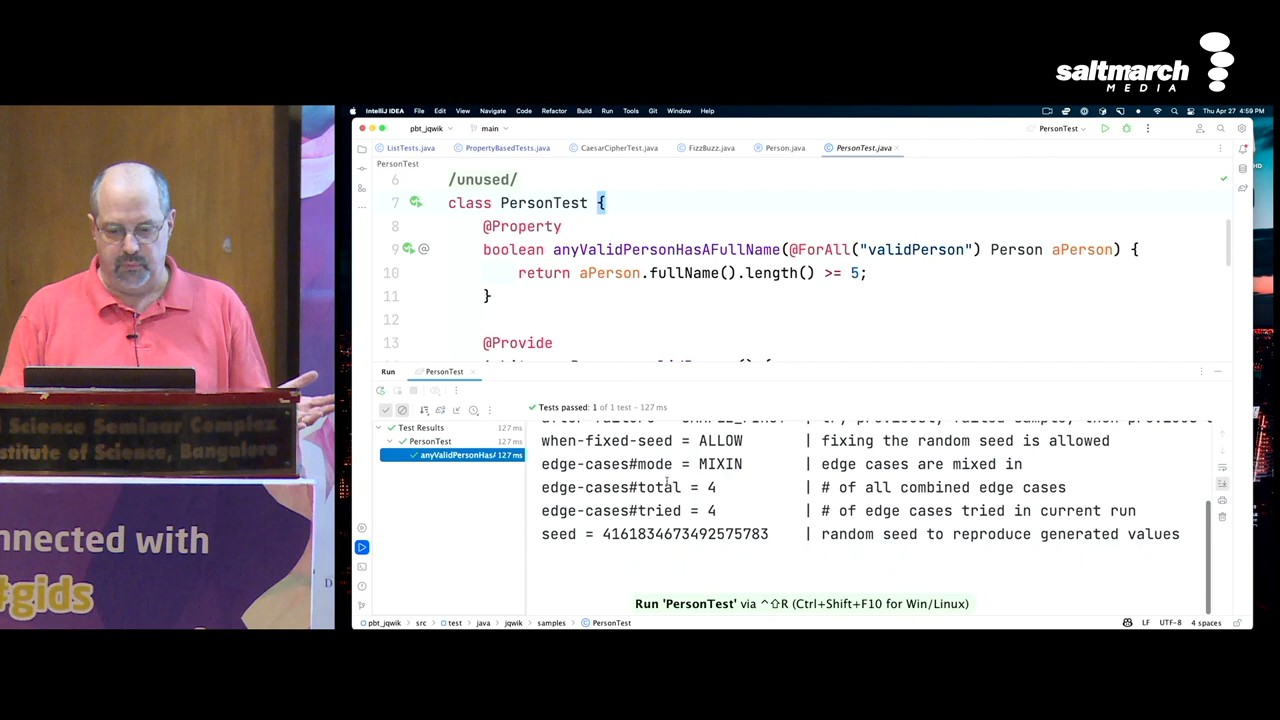 saltmarch
MEDIA
IntelliJ IDEA File Edit View Navigate Code Refactor Build Run Tools Git Window Help
Thu Apr 27 4:59 PM
pbt_jqwik main
PersonTest
ListTests.java PropertyBasedTests.java CaesarCipherTest.java FizzBuzz.java Person.java PersonTest.java
PersonTest
6 /unused/
7 class PersonTest {
8 @Property
9 boolean anyValidPersonHasAFullName(@ForAll("validPerson") Person aPerson) {
10 return aPerson.fullName().length() >= 5;
11 }
12
13 @Provide
Run PersonTest
Tests passed: 1 of 1 test – 127 ms
Test Results 127 ms
PersonTest 127 ms
anyValidPersonHas 127 ms
when-fixed-seed = ALLOW | fixing the random seed is allowed
edge-cases#mode = MIXIN | edge cases are mixed in
edge-cases#total = 4 | # of all combined edge cases
edge-cases#tried = 4 | # of edge cases tried in current run
seed = 4161834673492575783 | random seed to reproduce generated values
Run 'PersonTest' via ^⇧R (Ctrl+Shift+F10 for Win/Linux)
pbt_jqwik src test java jqwik samples PersonTest
LF UTF-8 4 spaces
Science Seminar Complex
stitute of Science, Bangalore
nnected with
#gids